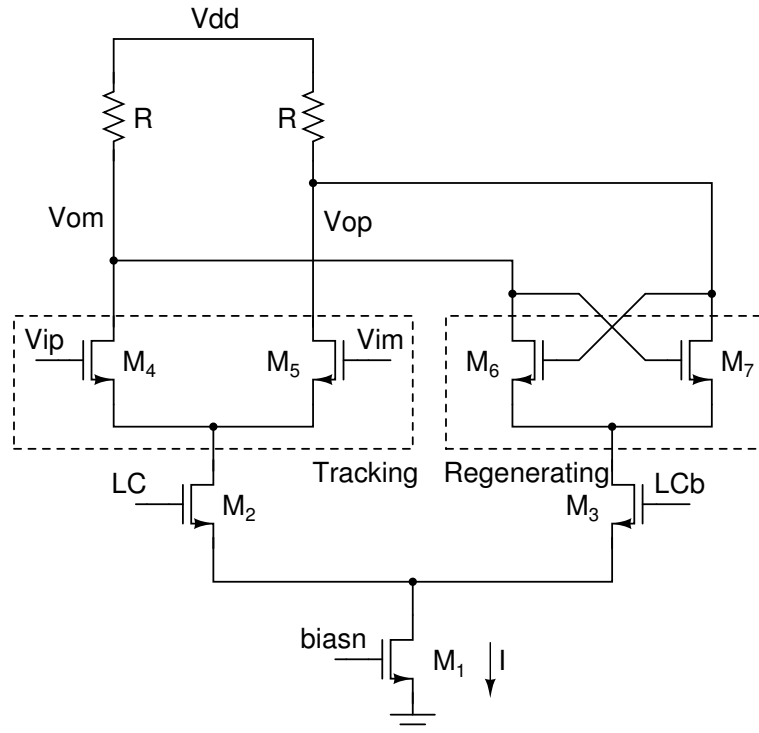 Vdd
R
R
Vom
Vop
Vip
M4
M5
Vim
M6
M7
Tracking
Regenerating
LC
M2
M3
LCb
biasn
M1
I